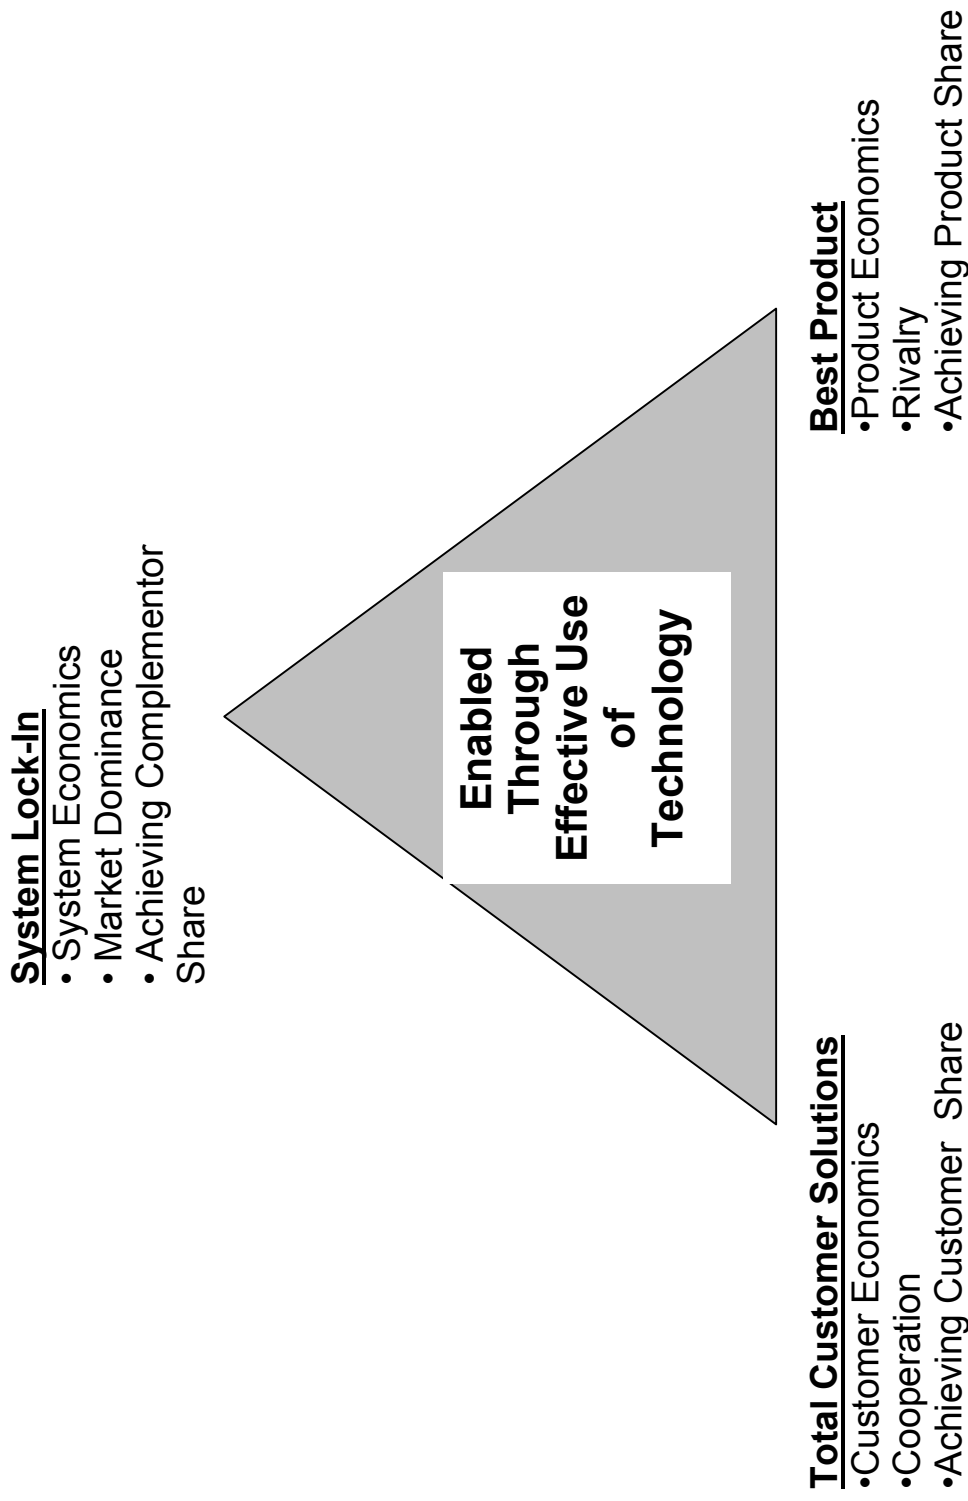 System Lock-In
• System Economics
• Market Dominance
• Achieving Complementor
Share
Enabled
Through
Effective Use
of
Technology
Total Customer Solutions
•Customer Economics
•Cooperation
•Achieving Customer Share
Best Product
•Product Economics
•Rivalry
•Achieving Product Share